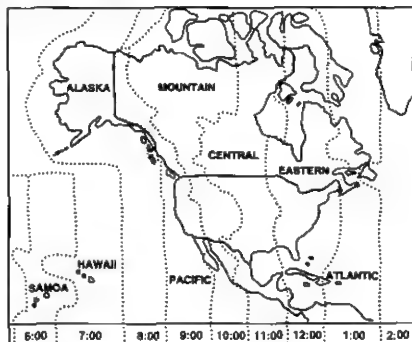 ALASKA MOUNTAIN
CENTRAL
EASTERN
HAWAII
SAMOA
PACIFIC
ATLANTIC
6:00 7:00 8:00 9:00 10:00 11:00 12:00 1:00 2:00